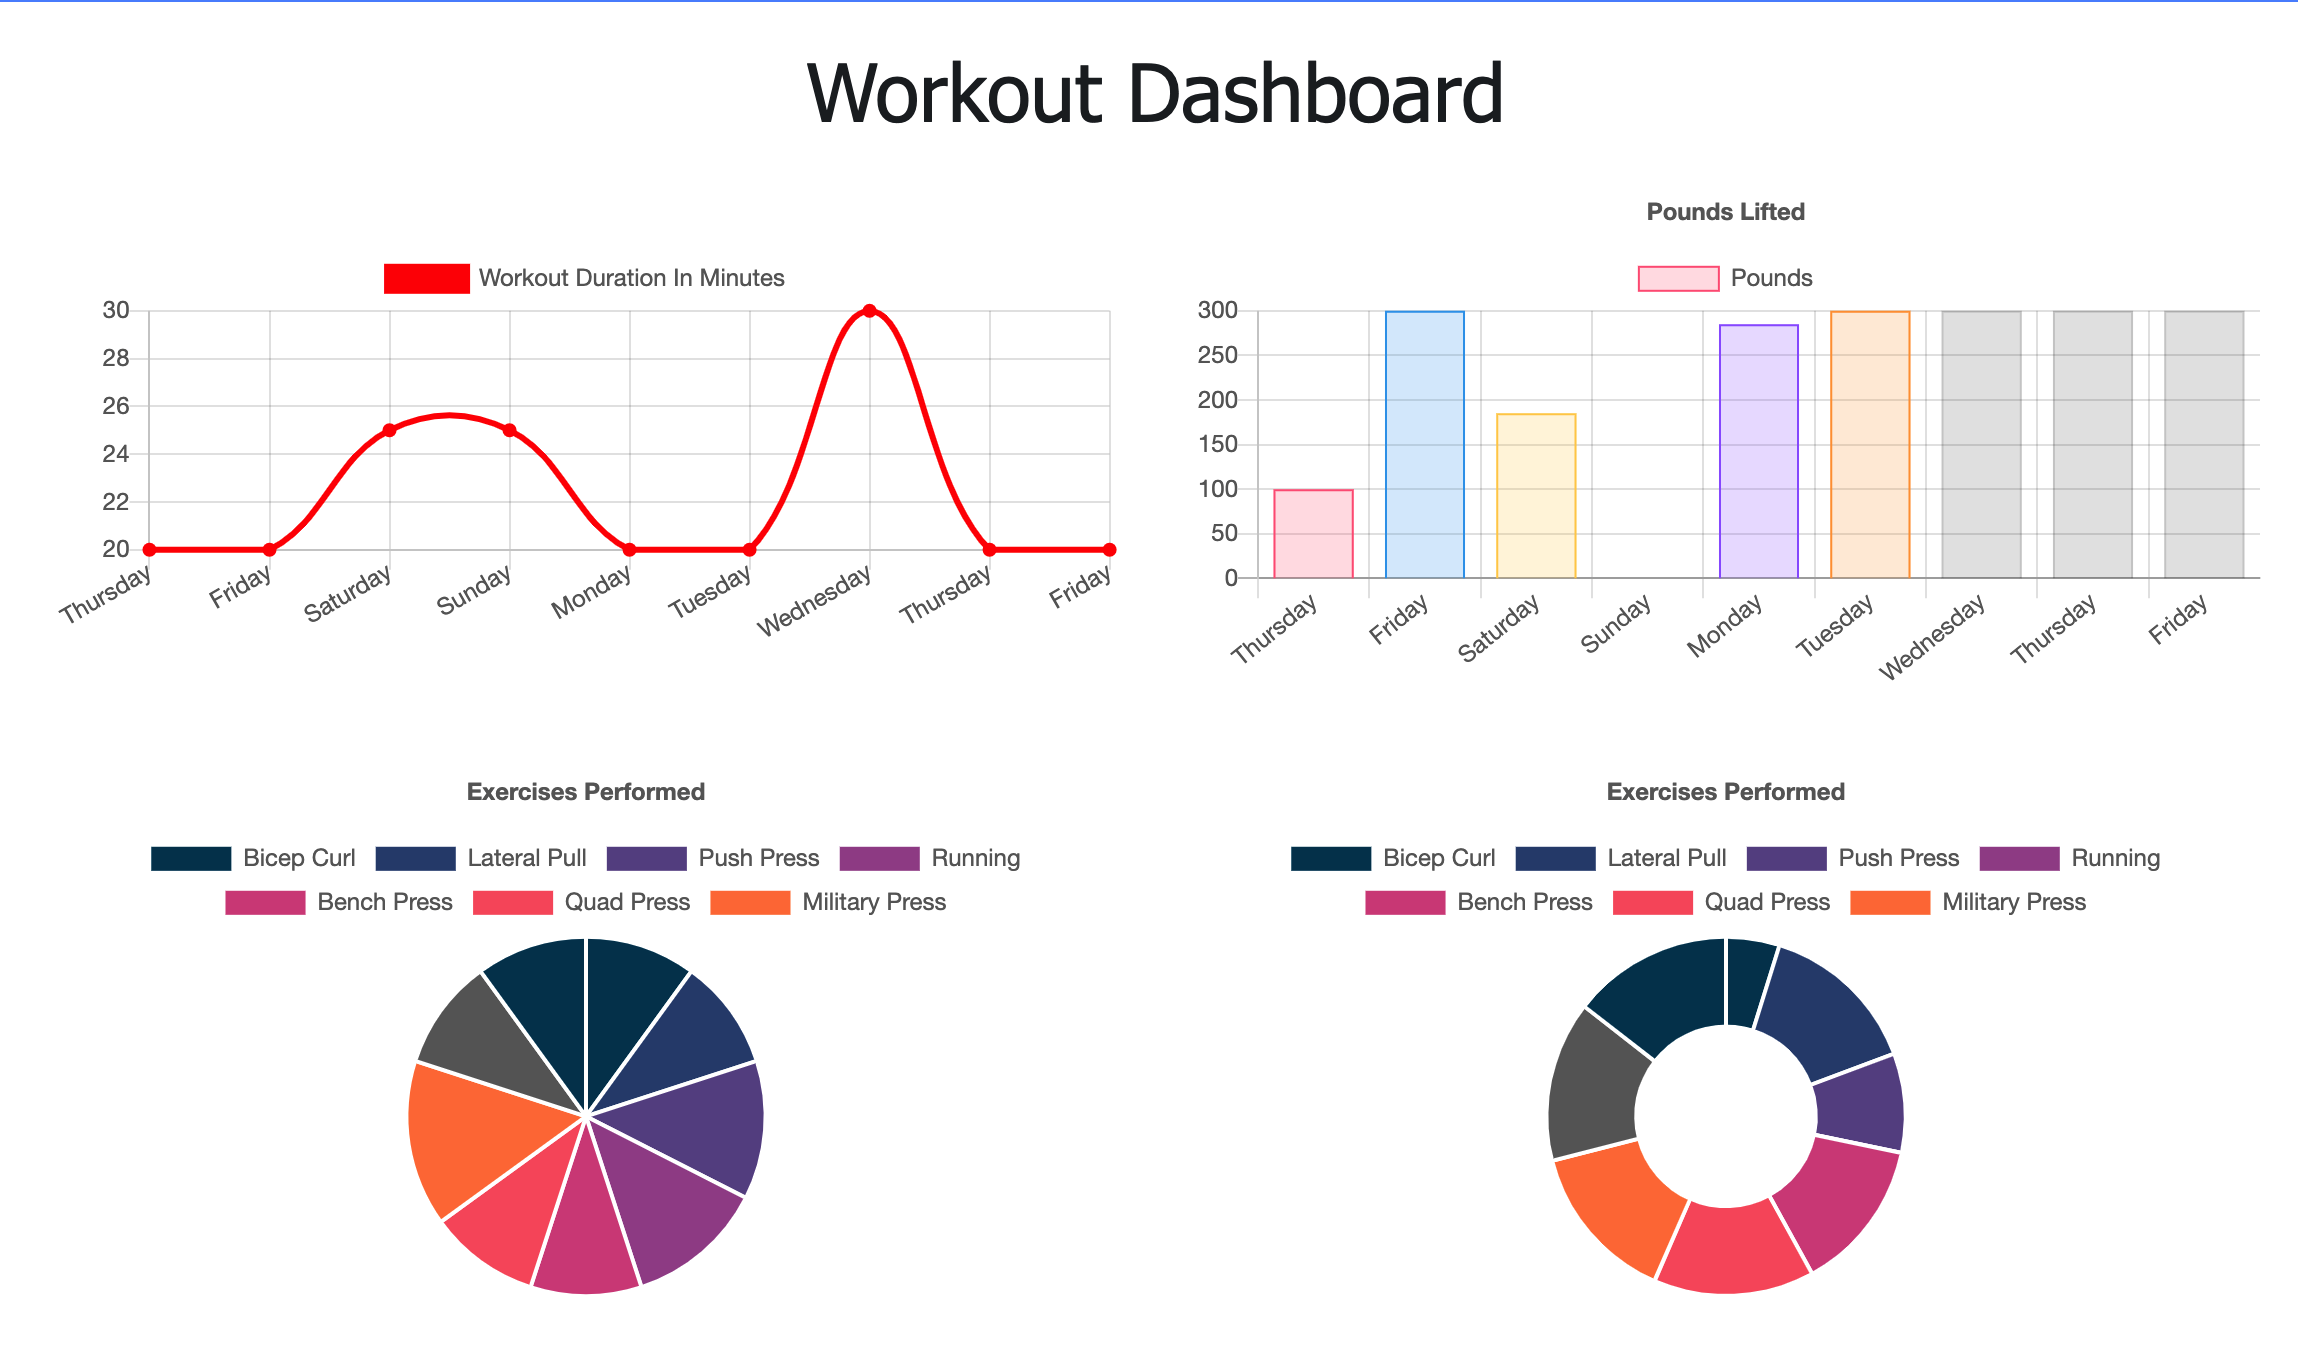 Workout Dashboard
Workout Duration In Minutes
30
28
26
24
22
20
Thursday Friday Saturday Sunday Monday Tuesday Wednesday Thursday Friday
Pounds Lifted
Pounds
300
250
200
150
100
50
0
Thursday Friday Saturday Sunday Monday Tuesday Wednesday Thursday Friday
Exercises Performed
Bicep Curl Lateral Pull Push Press Running
Bench Press Quad Press Military Press
Exercises Performed
Bicep Curl Lateral Pull Push Press Running
Bench Press Quad Press Military Press